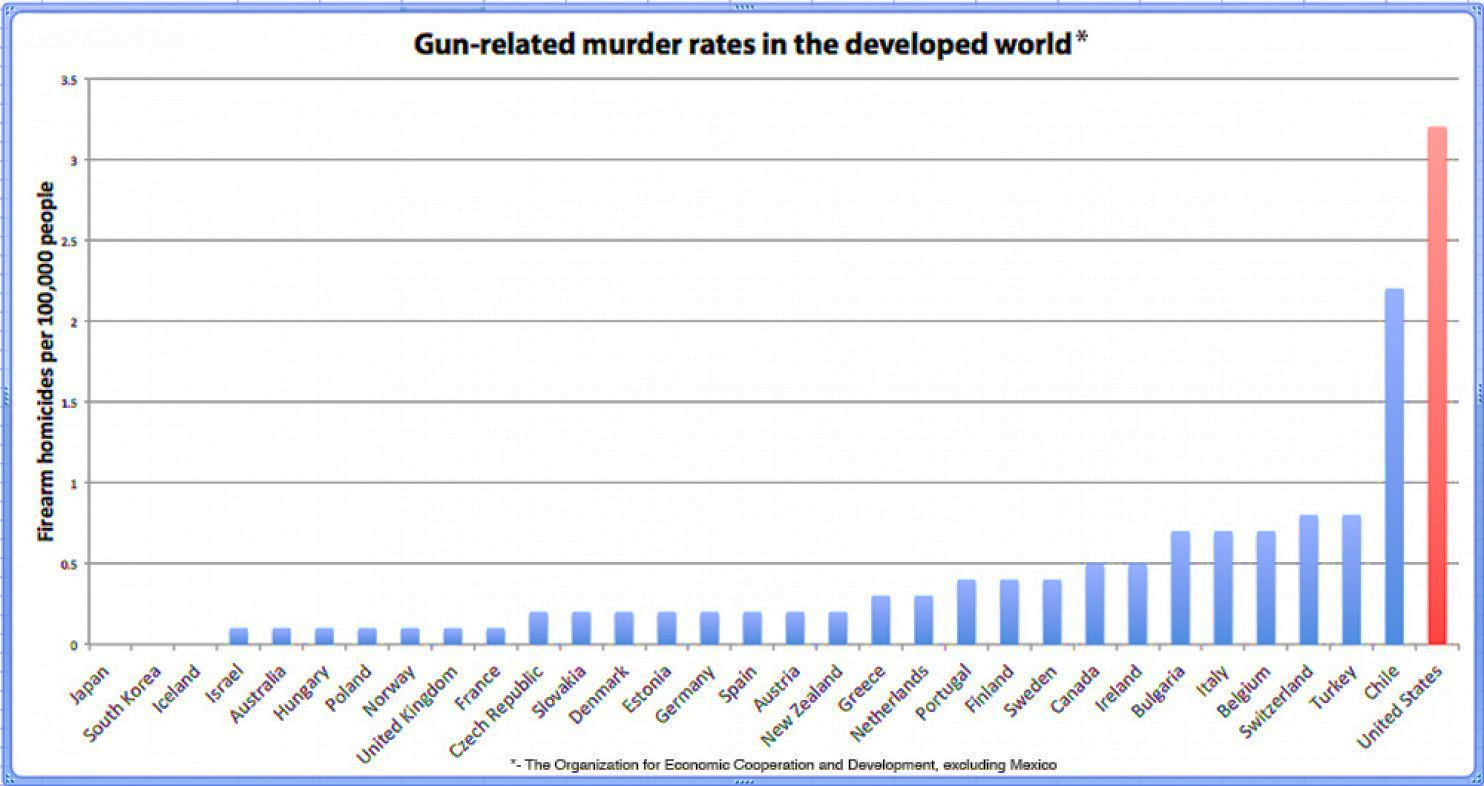 Gun-related murder rates in the developed world*
Firearm homicides per 100,000 people
3.5
3
2.5
2
1.5
1
0.5
0
Japan
South Korea
Iceland
Israel
Australia
Hungary
Poland
Norway
United Kingdom
France
Czech Republic
Slovakia
Denmark
Estonia
Germany
Spain
Austria
New Zealand
Greece
Netherlands
Portugal
Finland
Sweden
Canada
Ireland
Bulgaria
Italy
Belgium
Switzerland
Turkey
Chile
United States
*- The Organization for Economic Cooperation and Development, excluding Mexico